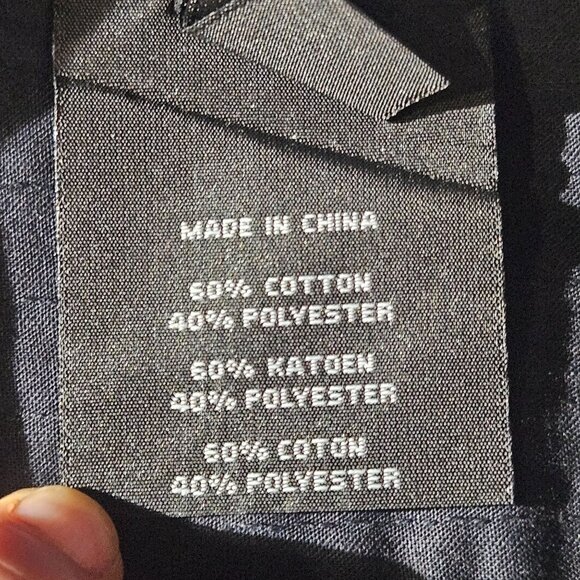 MADE IN CHINA
60% COTTON
40% POLYESTER
60% KATOEN
40% POLYESTER
60% COTON
40% POLYESTER